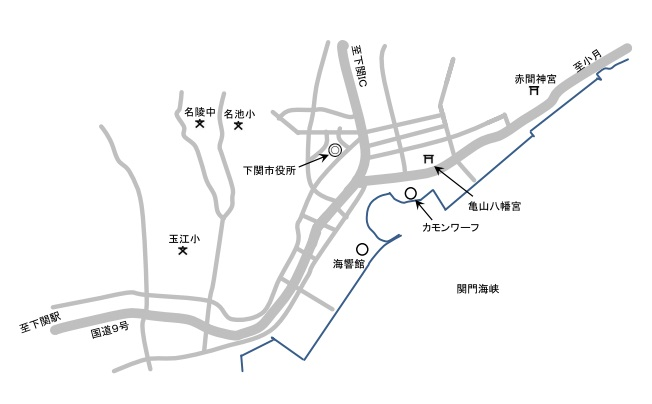 至下関IC
至小月
赤間神宮
名陵中
名池小
下関市役所
亀山八幡宮
カモンワーフ
玉江小
海響館
関門海峡
至下関駅
国道9号